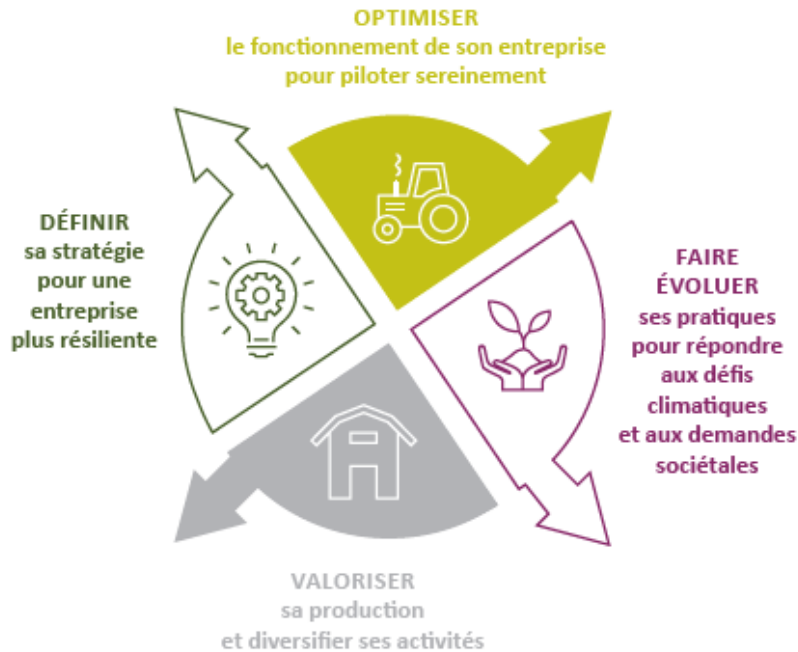 OPTIMISER
le fonctionnement de son entreprise
pour piloter sereinement
DÉFINIR
sa stratégie
pour une
entreprise
plus résiliente
FAIRE
ÉVOLUER
ses pratiques
pour répondre
aux défis
climatiques
et aux demandes
sociétales
VALORISER
sa production
et diversifier ses activités